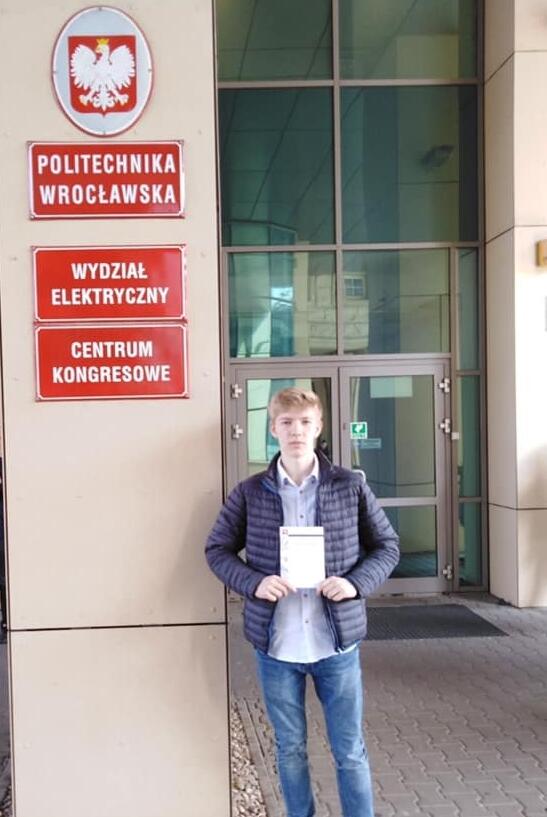 POLITECHNIKA
WROCŁAWSKA
WYDZIAŁ
ELEKTRYCZNY
CENTRUM
KONGRESOWE